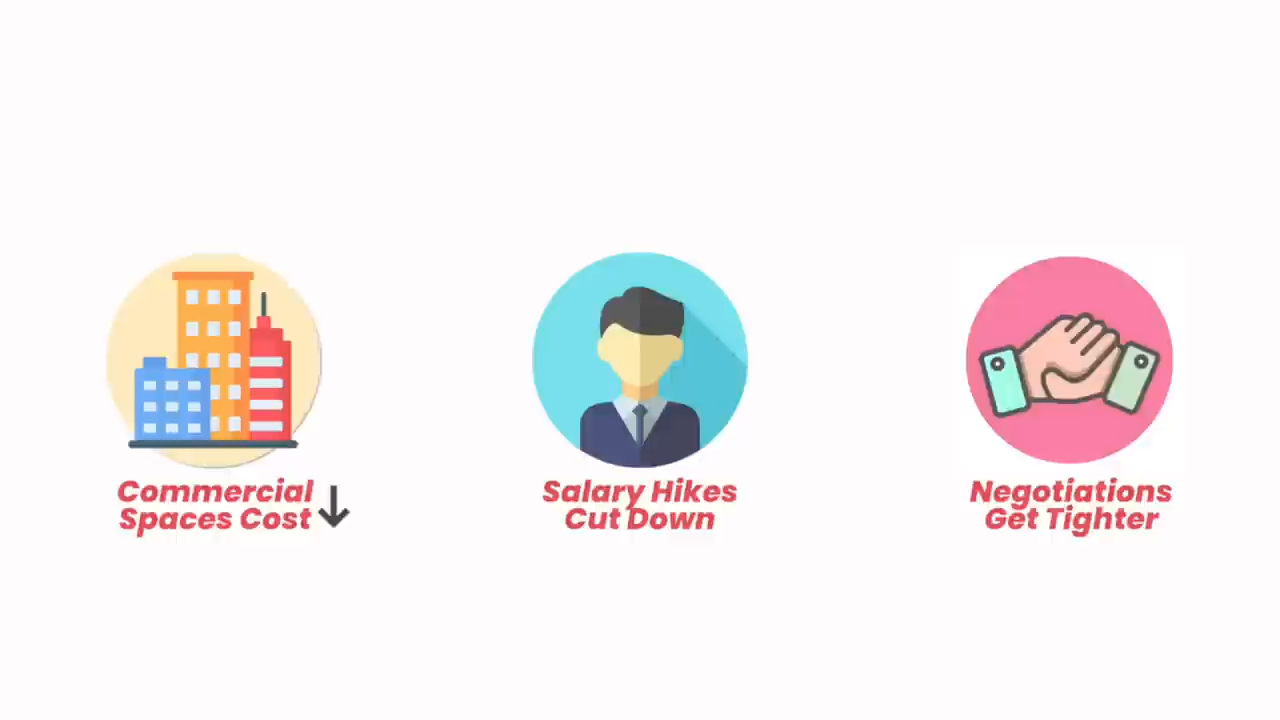 Commercial
Spaces Cost
Salary Hikes
Cut Down
Negotiations
Get Tighter